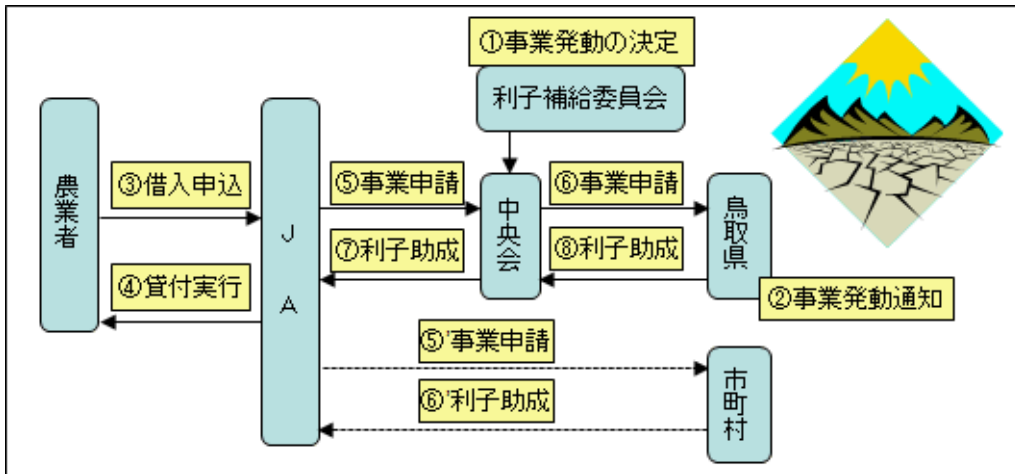 ①事業発動の決定
利子補給委員会
農業者
③借入申込
④貸付実行
JA
⑤事業申請
⑦利子助成
中央会
⑥事業申請
⑧利子助成
鳥取県
②事業発動通知
⑤'事業申請
⑥'利子助成
市町村